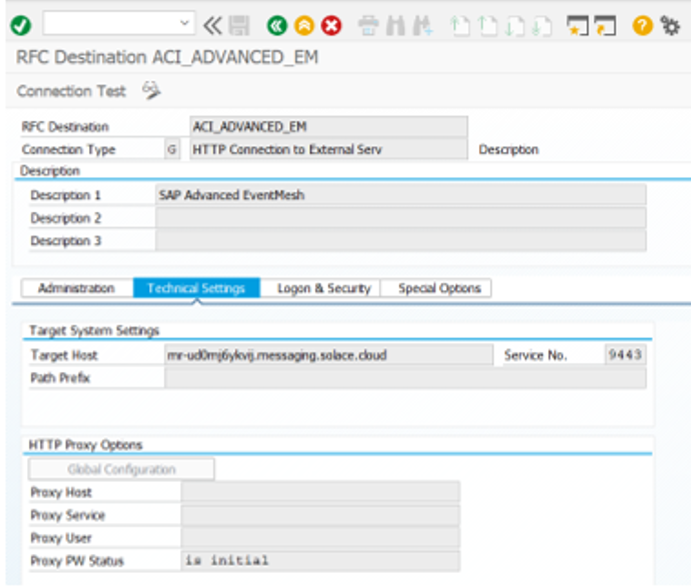 RFC Destination ACI_ADVANCED_EM
Connection Test
RFC Destination ACI_ADVANCED_EM
Connection Type G HTTP Connection to External Serv Description
Description
Description 1 SAP Advanced EventMesh
Description 2
Description 3
Administration Technical Settings Logon & Security Special Options
Target System Settings
Target Host mr-ud0mj6ykvij.messaging.solace.cloud Service No. 9443
Path Prefix
HTTP Proxy Options
Global Configuration
Proxy Host
Proxy Service
Proxy User
Proxy PW Status is initial